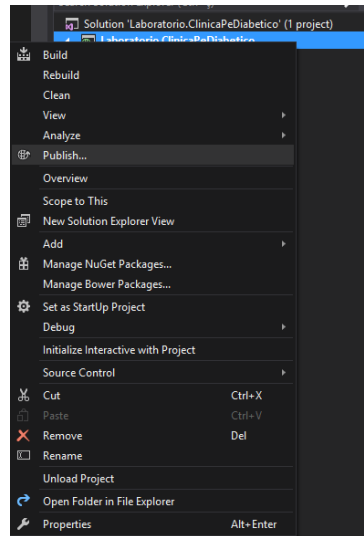 Solution 'Laboratorio.ClinicaPeDiabetico' (1 project)
Laboratorio.ClinicaPeDiabetico
Build
Rebuild
Clean
View
Analyze
Publish...
Overview
Scope to This
New Solution Explorer View
Add
Manage NuGet Packages...
Manage Bower Packages...
Set as StartUp Project
Debug
Initialize Interactive with Project
Source Control
Cut Ctrl+X
Paste Ctrl+V
Remove Del
Rename
Unload Project
Open Folder in File Explorer
Properties Alt+Enter